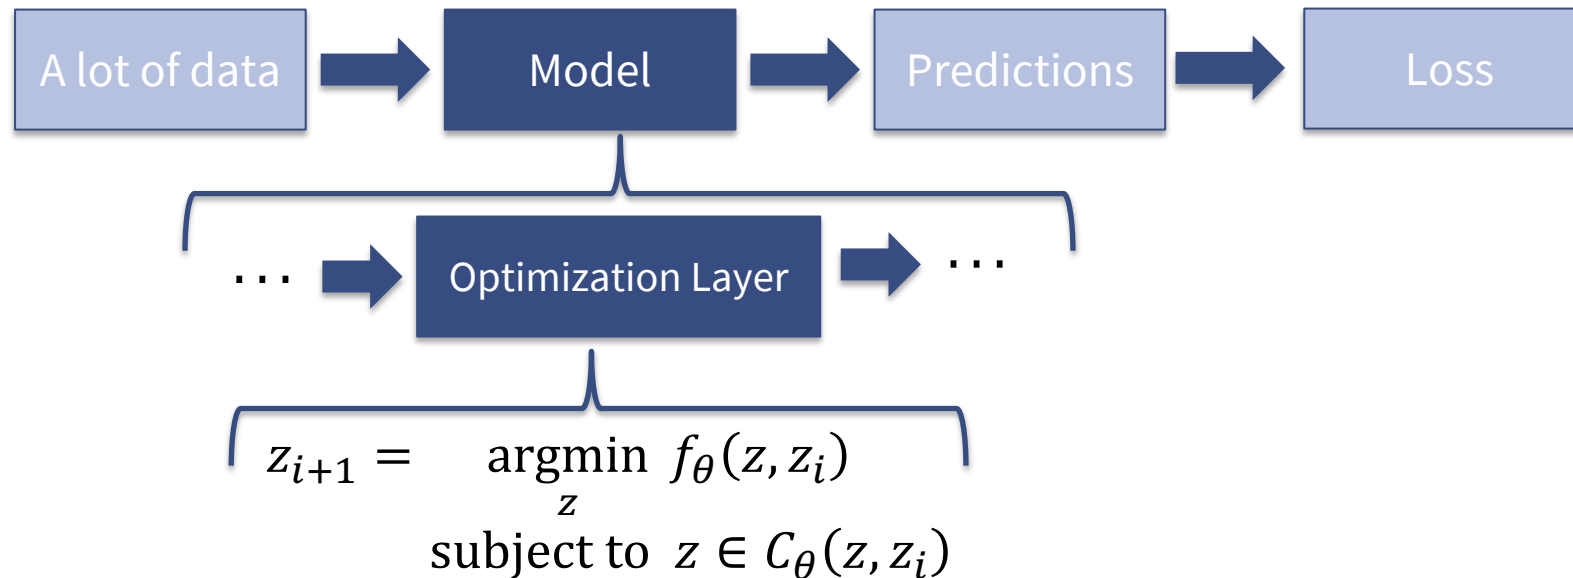 A lot of data Model Predictions Loss
⋯ Optimization Layer ⋯
z_{i+1} = argmin f_θ(z, z_i)
z
subject to z ∈ C_θ(z, z_i)